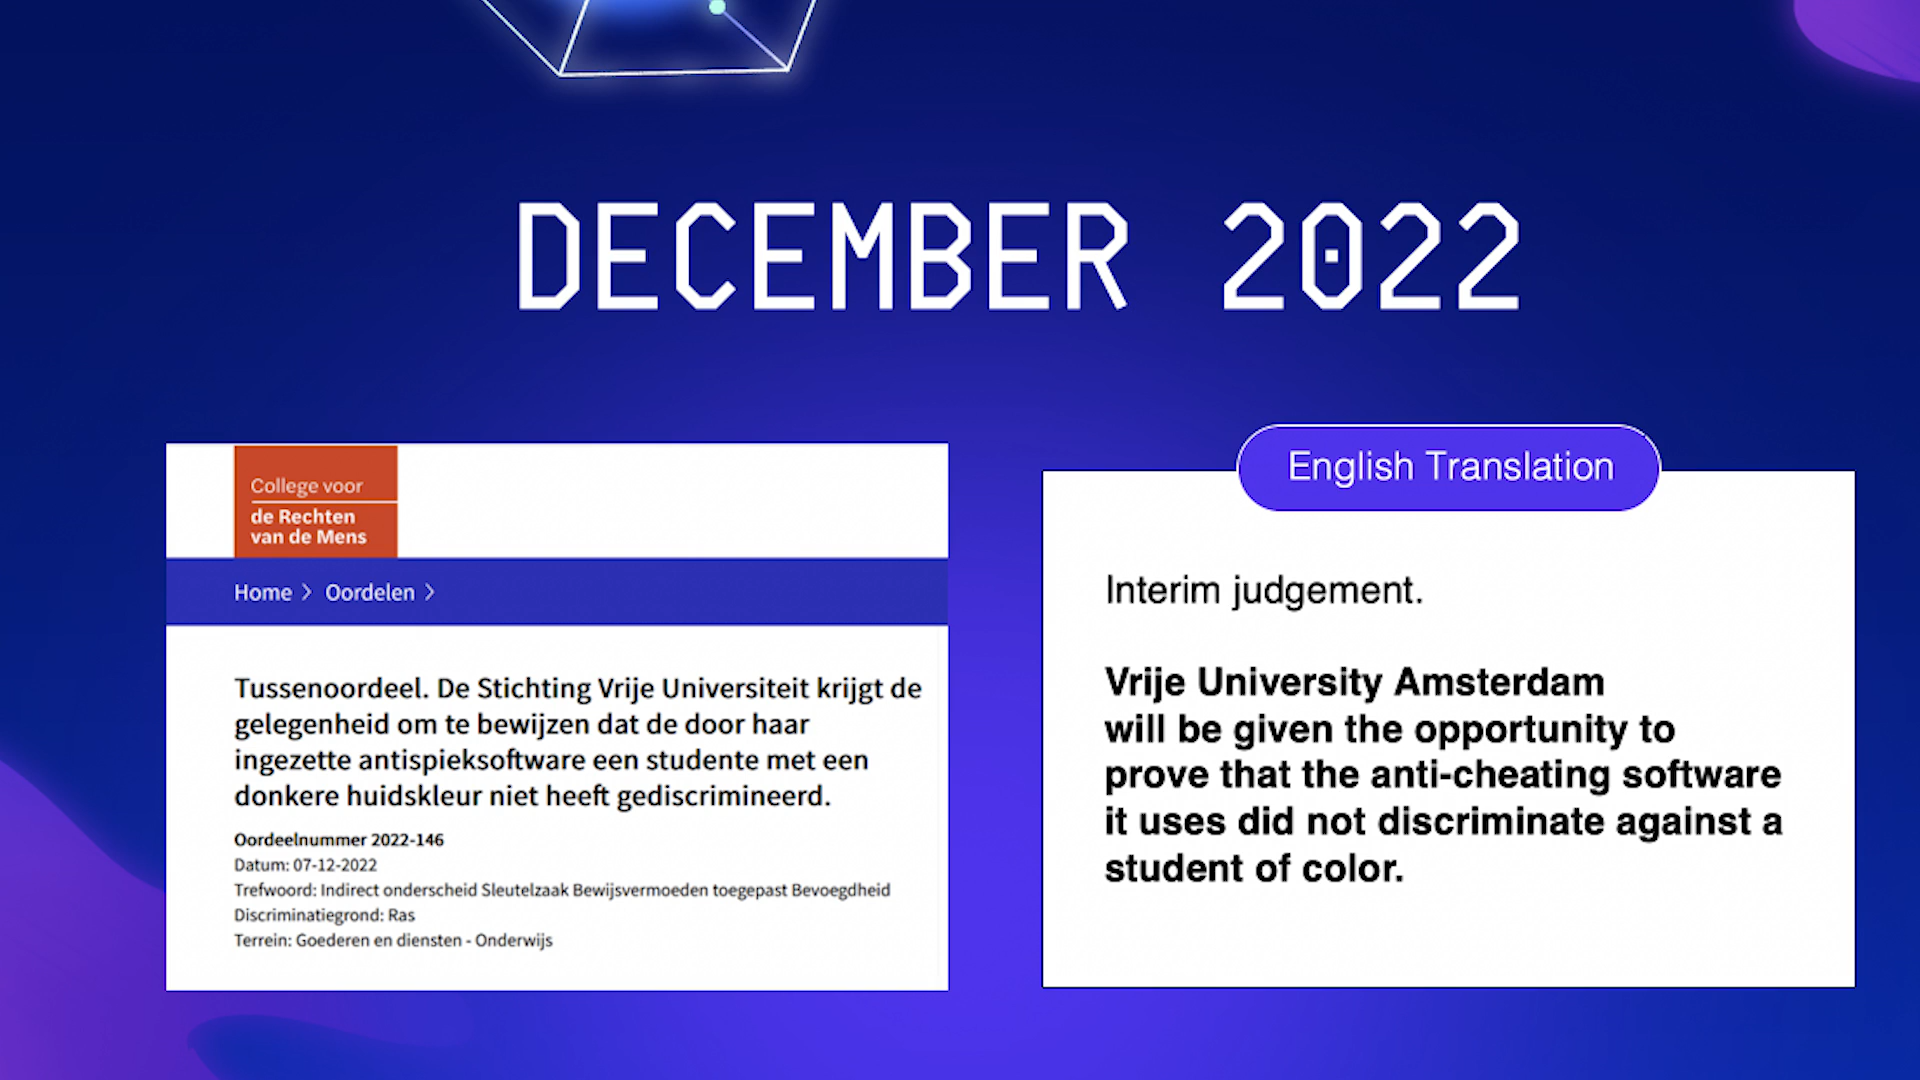 DECEMBER 2022
College voor
de Rechten
van de Mens
Home > Oordelen >
Tussenoordeel. De Stichting Vrije Universiteit krijgt de
gelegenheid om te bewijzen dat de door haar
ingezette antispieksoftware een studente met een
donkere huidskleur niet heeft gediscrimineerd.
Oordeelnummer 2022-146
Datum: 07-12-2022
Trefwoord: Indirect onderscheid Sleutelzaak Bewijsvermoeden toegepast Bevoegdheid
Discriminatiegrond: Ras
Terrein: Goederen en diensten - Onderwijs
English Translation
Interim judgement.
Vrije University Amsterdam
will be given the opportunity to
prove that the anti-cheating software
it uses did not discriminate against a
student of color.